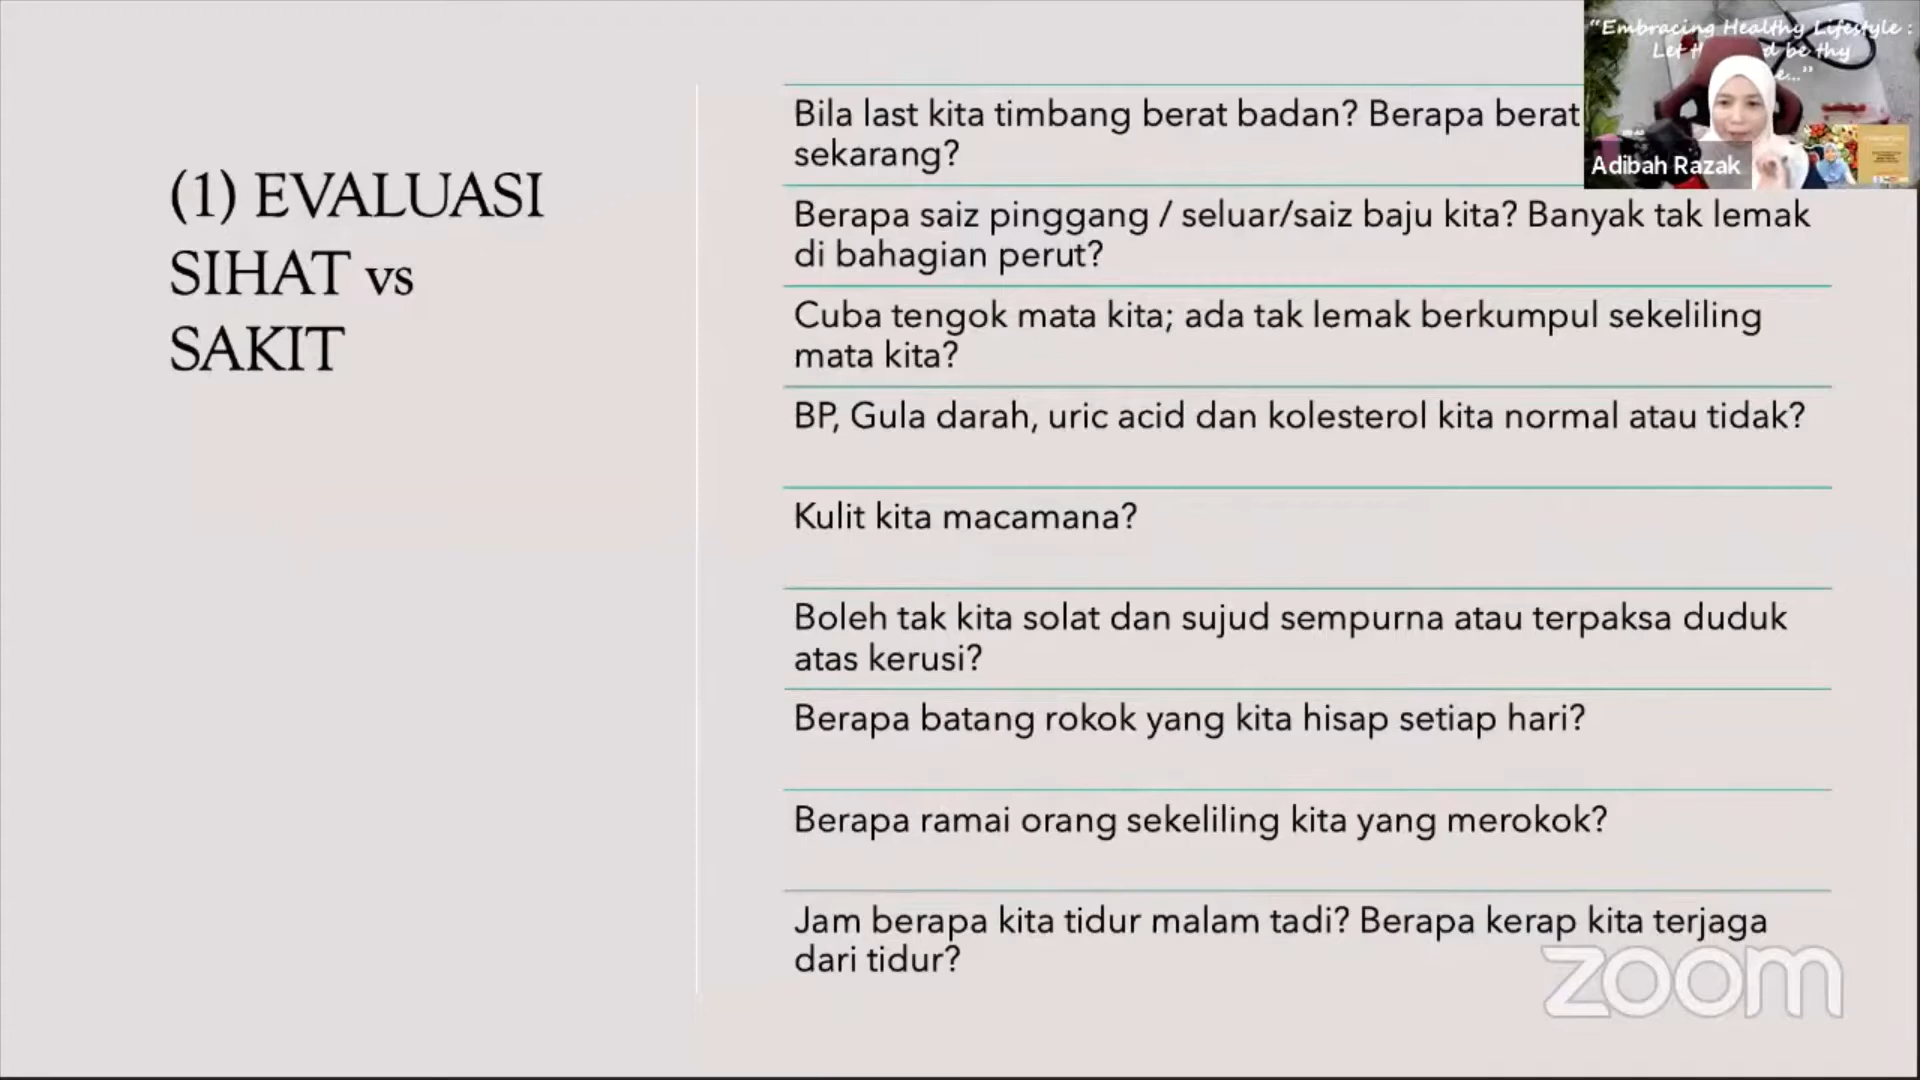 (1) EVALUASI
SIHAT vs
SAKIT
Bila last kita timbang berat badan? Berapa berat
sekarang?
Berapa saiz pinggang / seluar/saiz baju kita? Banyak tak lemak
di bahagian perut?
Cuba tengok mata kita; ada tak lemak berkumpul sekeliling
mata kita?
BP, Gula darah, uric acid dan kolesterol kita normal atau tidak?
Kulit kita macamana?
Boleh tak kita solat dan sujud sempurna atau terpaksa duduk
atas kerusi?
Berapa batang rokok yang kita hisap setiap hari?
Berapa ramai orang sekeliling kita yang merokok?
Jam berapa kita tidur malam tadi? Berapa kerap kita terjaga
dari tidur?
"Embracing Healthy Lifestyle :
Let be thy
Adibah Razak
zoom